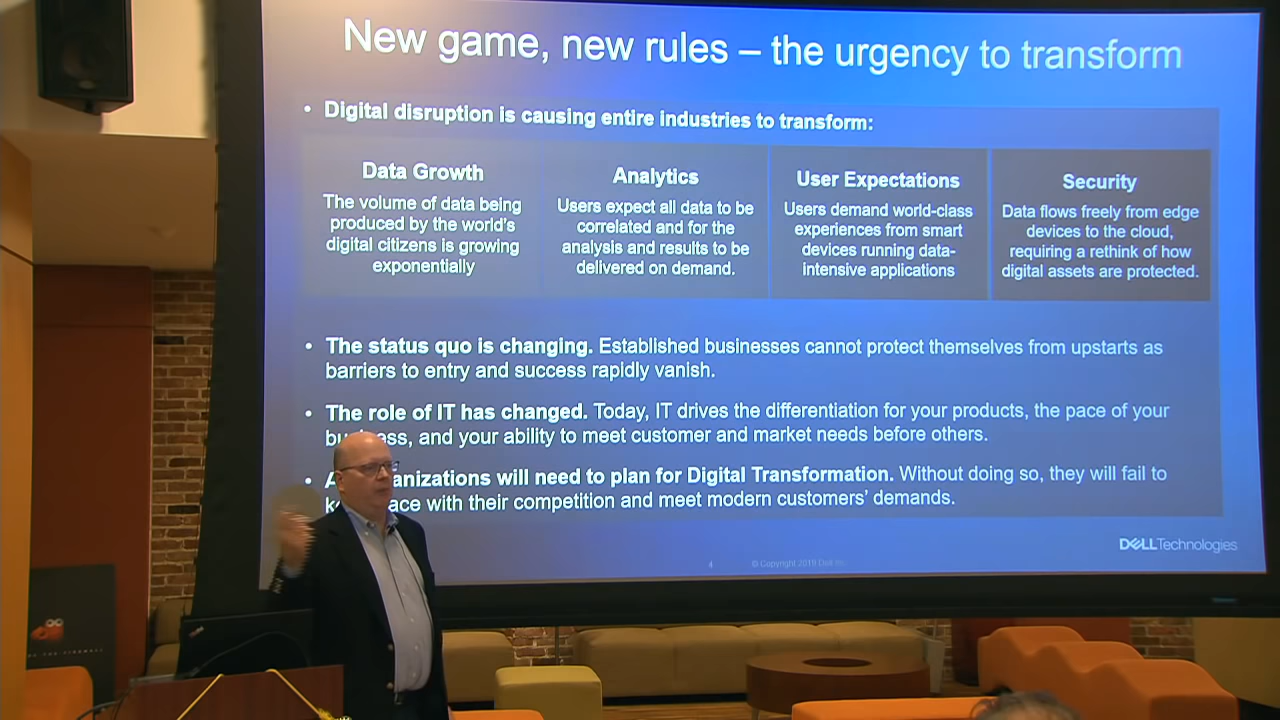 New game, new rules – the urgency to transform
• Digital disruption is causing entire industries to transform:
Data Growth
The volume of data being
produced by the world's
digital citizens is growing
exponentially
Analytics
Users expect all data to be
correlated and for the
analysis and results to be
delivered on demand.
User Expectations
Users demand world-class
experiences from smart
devices running data-
intensive applications
Security
Data flows freely from edge
devices to the cloud,
requiring a rethink of how
digital assets are protected.
• The status quo is changing. Established businesses cannot protect themselves from upstarts as
barriers to entry and success rapidly vanish.
• The role of IT has changed. Today, IT drives the differentiation for your products, the pace of your
and your ability to meet customer and market needs before others.
• will need to plan for Digital Transformation. Without doing so, they will fail to
with their competition and meet modern customers' demands.
DELL Technologies
4
© Copyright 2019 Dell Inc.